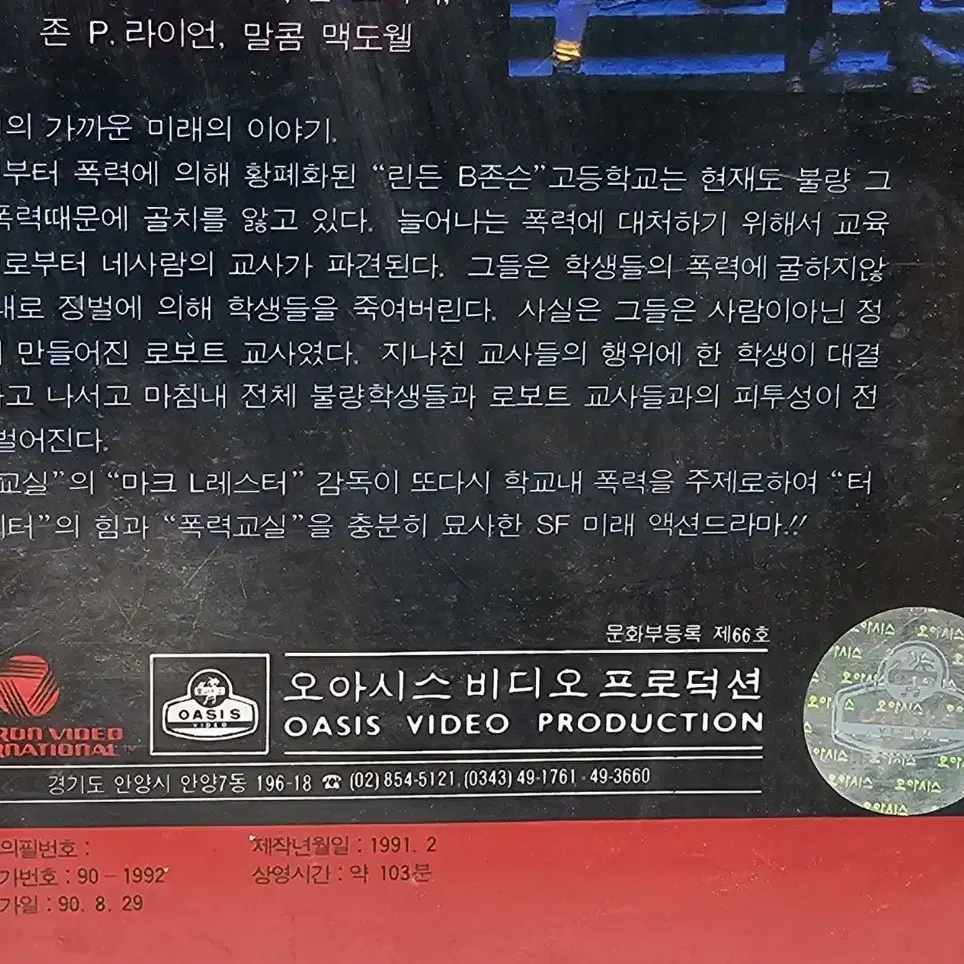 존 P. 라이언, 말콤 맥도웰
의 가까운 미래의 이야기.
부터 폭력에 의해 황폐화된 “린든 B존슨”고등학교는 현재도 불량 그
폭력때문에 골치를 앓고 있다. 늘어나는 폭력에 대처하기 위해서 교육
로부터 네사람의 교사가 파견된다. 그들은 학생들의 폭력에 굴하지않
대로 징벌에 의해 학생들을 죽여버린다. 사실은 그들은 사람이아닌 정
만들어진 로보트 교사였다. 지나친 교사들의 행위에 한 학생이 대결
고 나서고 마침내 전체 불량학생들과 로보트 교사들과의 피투성이 전
벌어진다.
교실”의 “마크 L레스터” 감독이 또다시 학교내 폭력을 주제로하여 “터
터”의 힘과 “폭력교실”을 충분히 묘사한 SF 미래 액션드라마!!
문화부등록 제66호
OASIS
VIDEO
오아시스 비디오 프로덕션
OASIS VIDEO PRODUCTION
RON VIDEO
RNATIONAL
오아시스
경기도 안양시 안양7동 196-18 ☎ (02) 854-5121, (0343) 49-1761 · 49-3660
의필번호 :
가번호 : 90 - 1992
가일 : 90. 8. 29
제작년월일 : 1991. 2
상영시간 : 약 103분